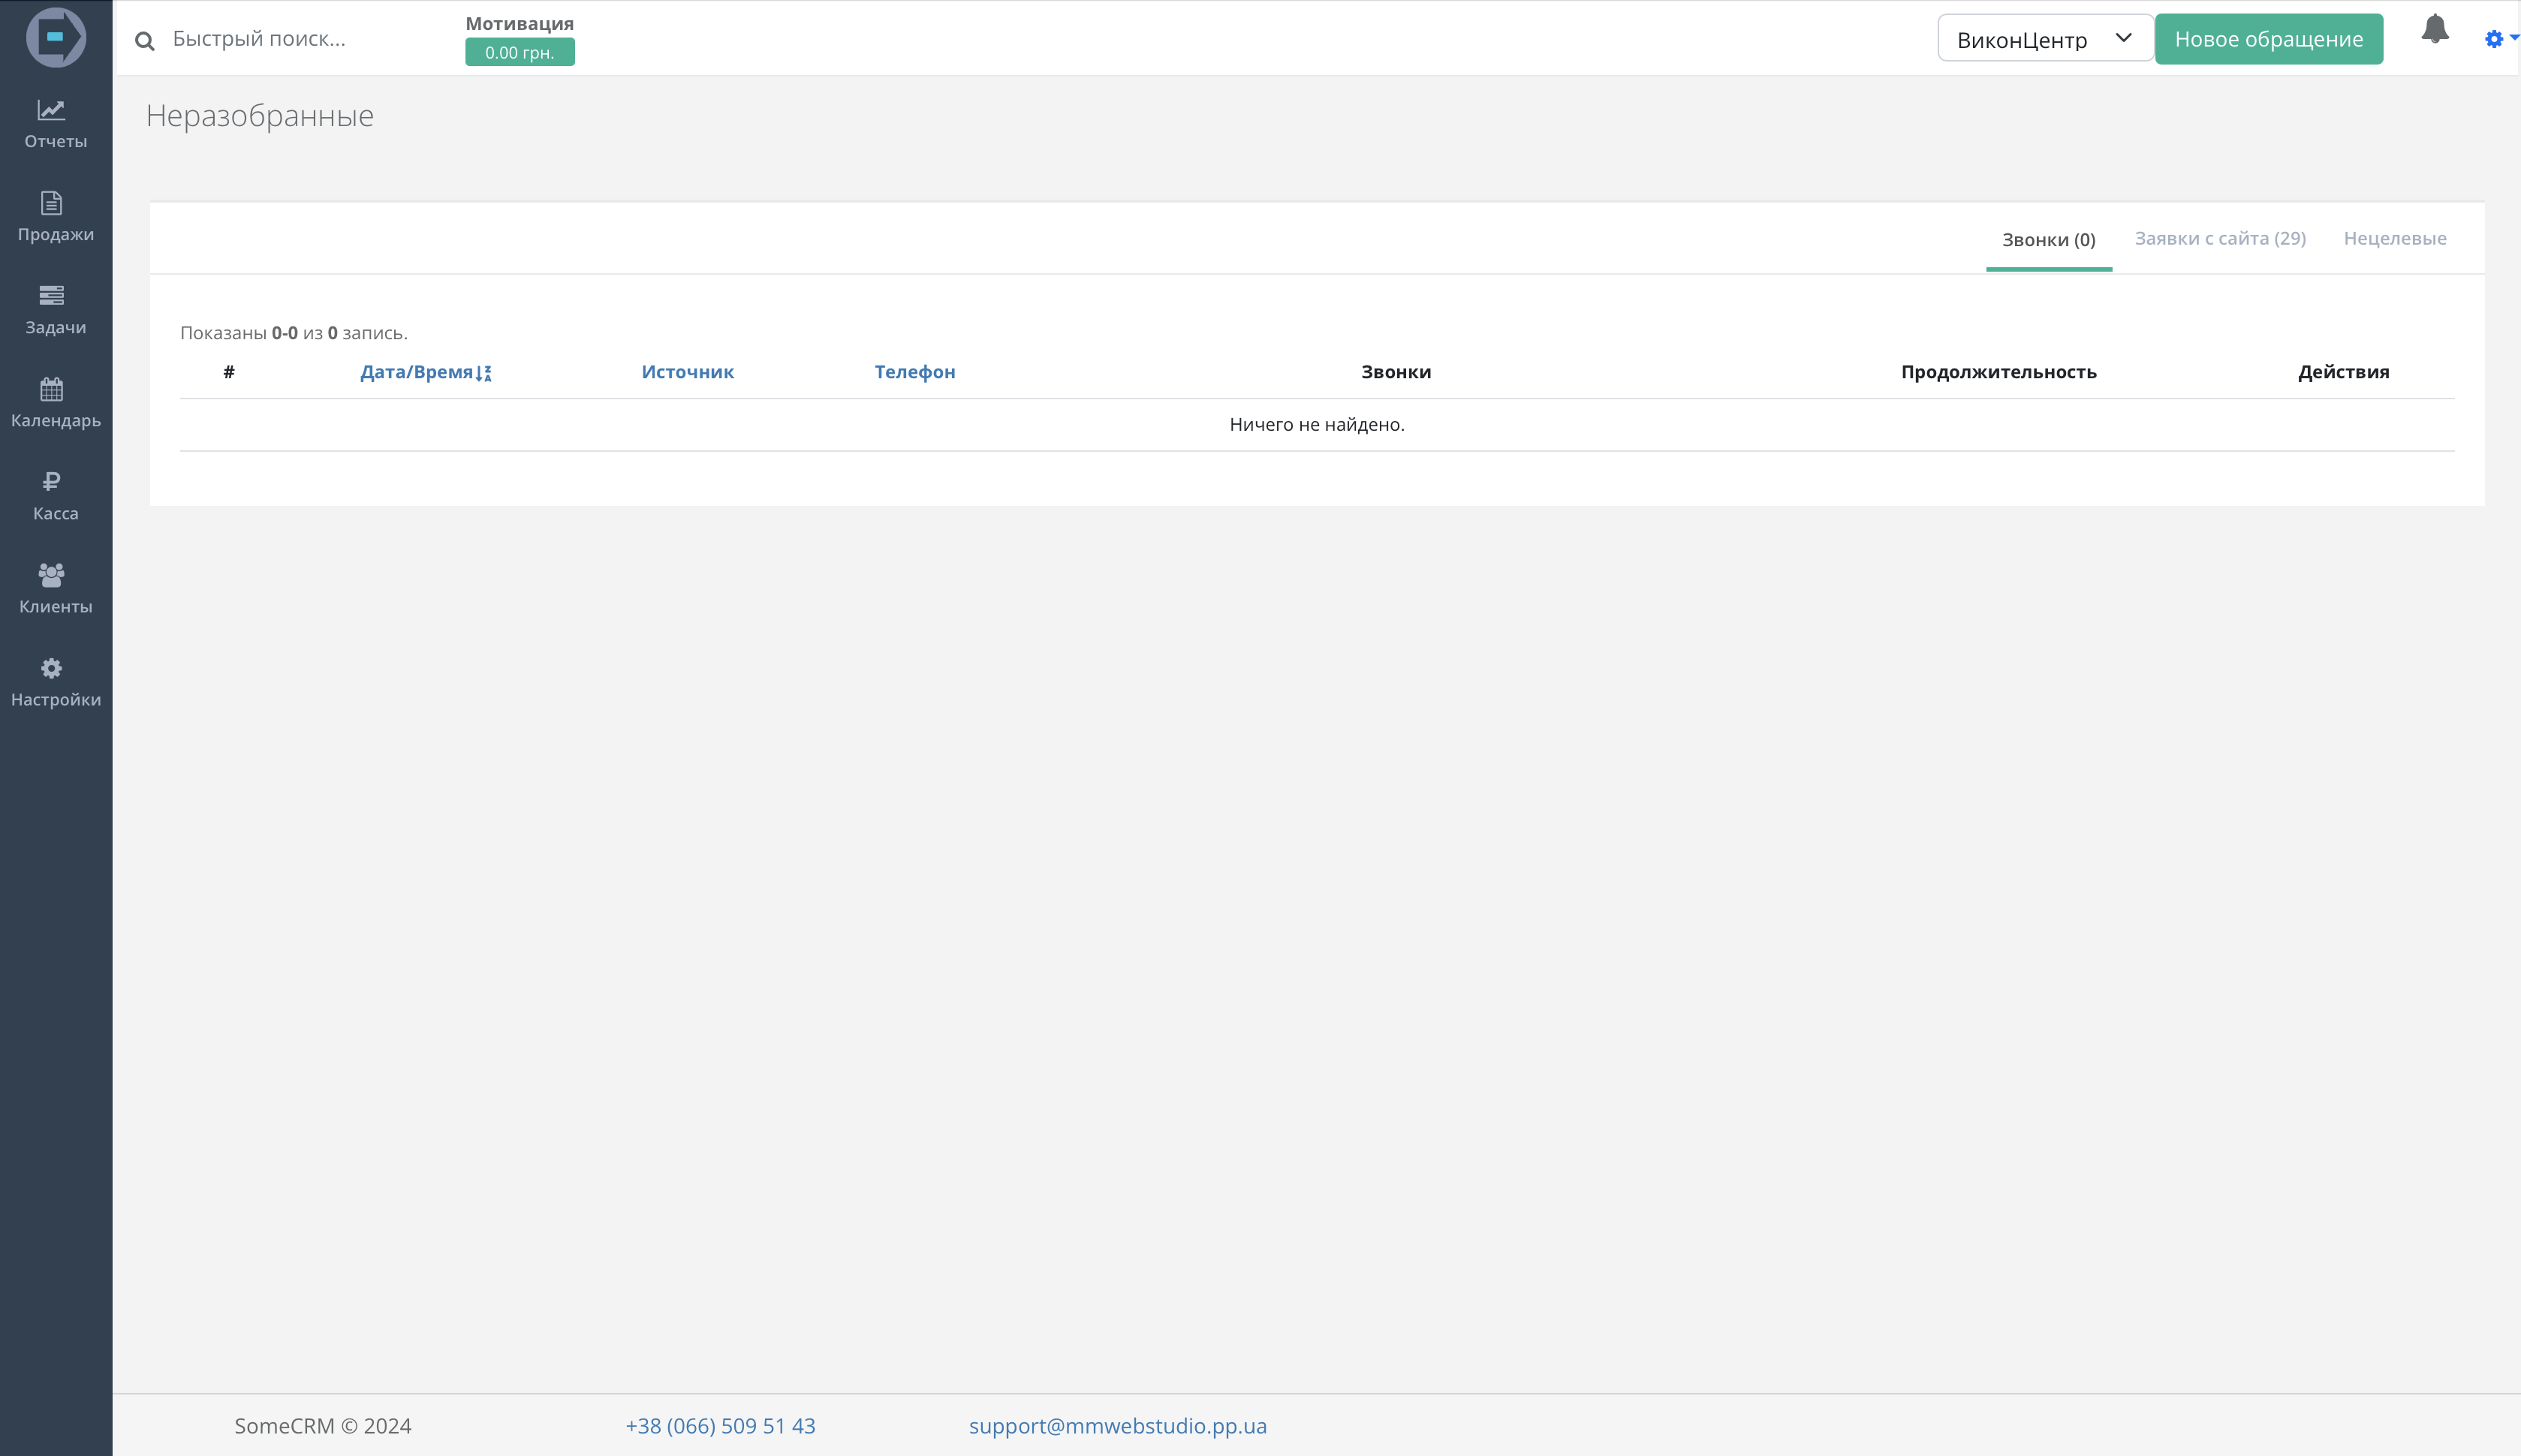 Быстрый поиск...
Мотивация
0.00 грн.
ВиконЦентр
Новое обращение
Отчеты
Продажи
Задачи
Календарь
Касса
Клиенты
Настройки
Неразобранные
Звонки (0) Заявки с сайта (29) Нецелевые
Показаны 0-0 из 0 запись.
# Дата/Время Источник Телефон Звонки Продолжительность Действия
Ничего не найдено.
SomeCRM © 2024 +38 (066) 509 51 43 support@mmwebstudio.pp.ua